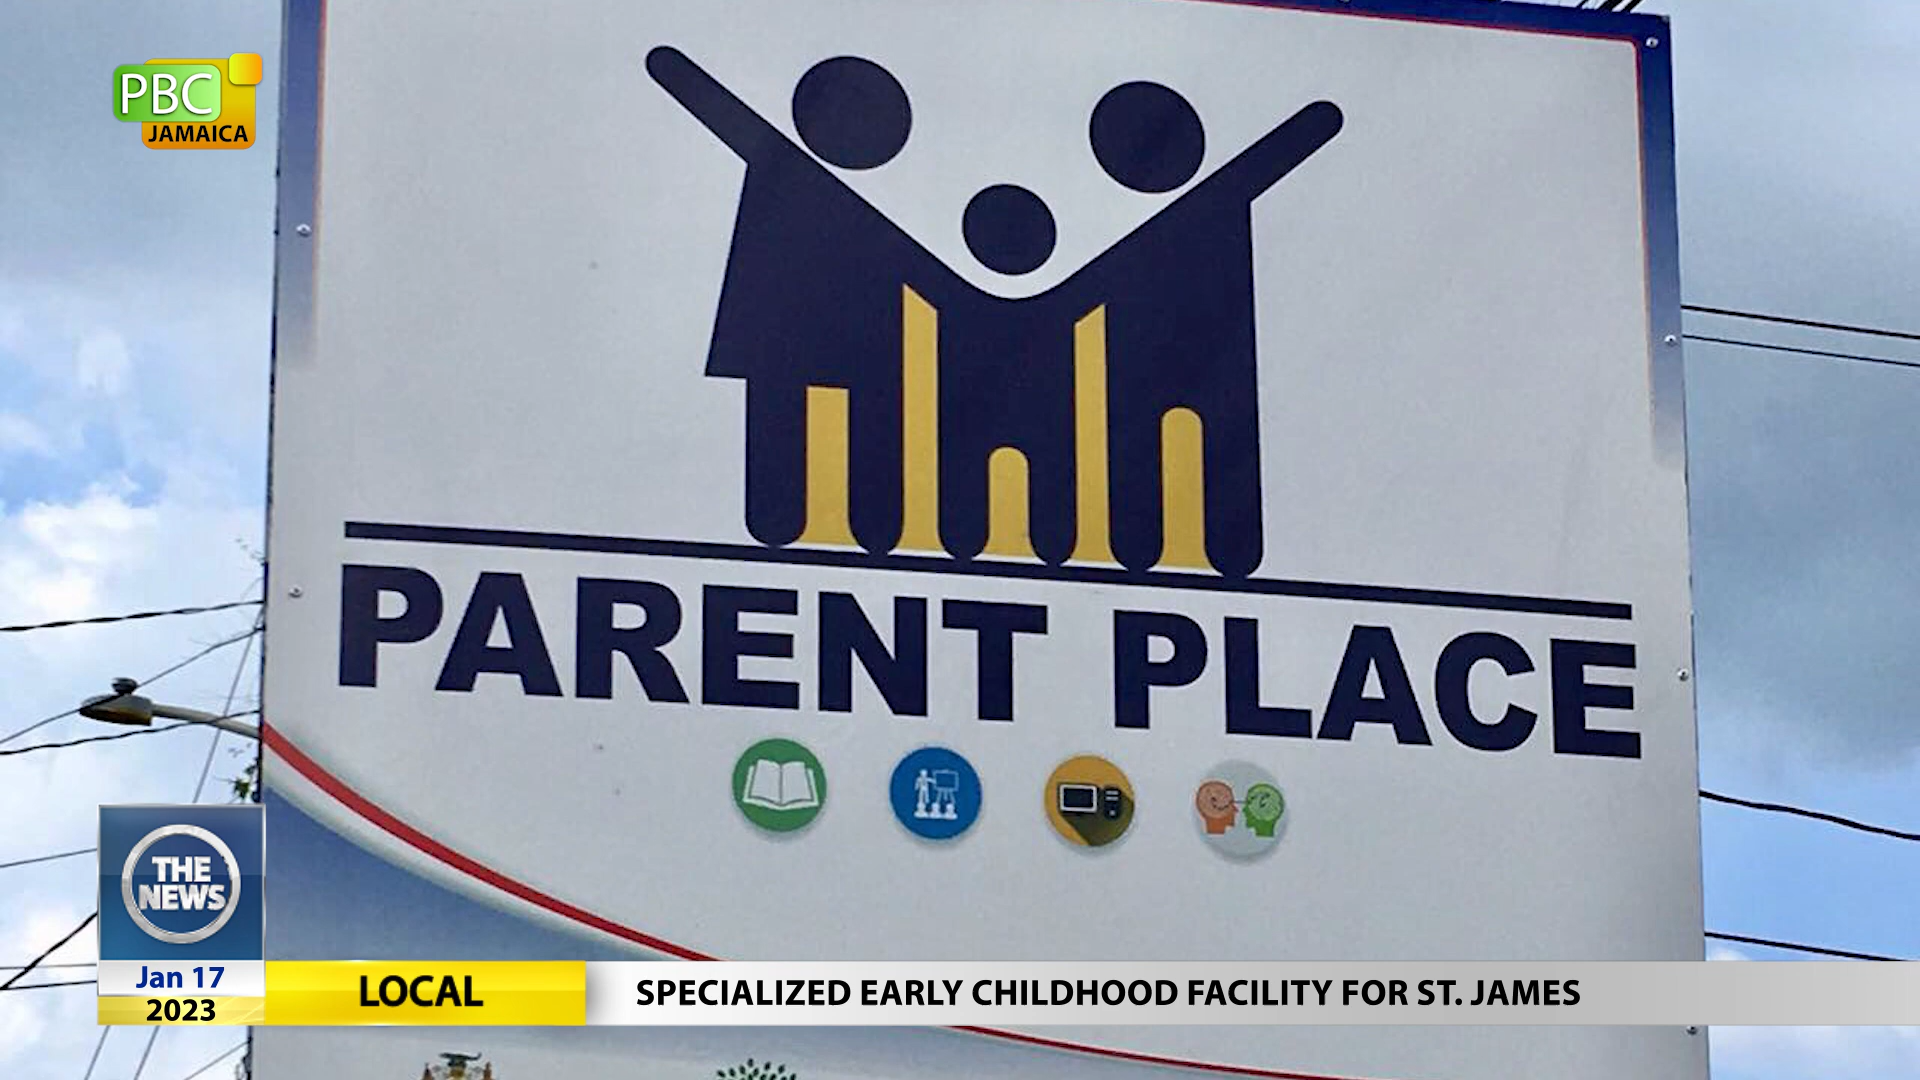 PBC
JAMAICA
PARENT PLACE
THE
NEWS
Jan 17
2023
LOCAL
SPECIALIZED EARLY CHILDHOOD FACILITY FOR ST. JAMES